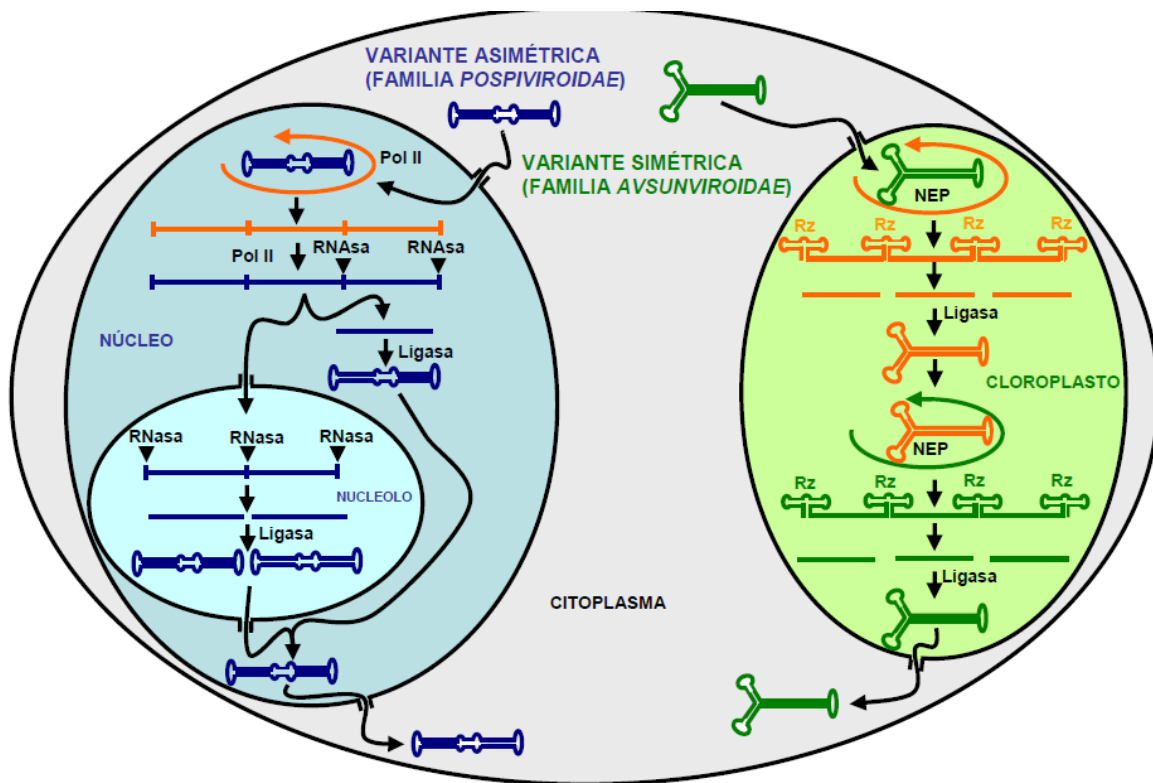 VARIANTE ASIMÉTRICA
(FAMILIA POSPIVIROIDAE)
VARIANTE SIMÉTRICA
(FAMILIA AVSUNVIROIDAE)
Pol II
Pol II
RNAsa
RNAsa
NÚCLEO
Ligasa
RNasa
RNasa
RNasa
NUCLEOLO
Ligasa
CITOPLASMA
NEP
Rz
Rz
Rz
Rz
Ligasa
CLOROPLASTO
NEP
Rz
Rz
Rz
Rz
Ligasa